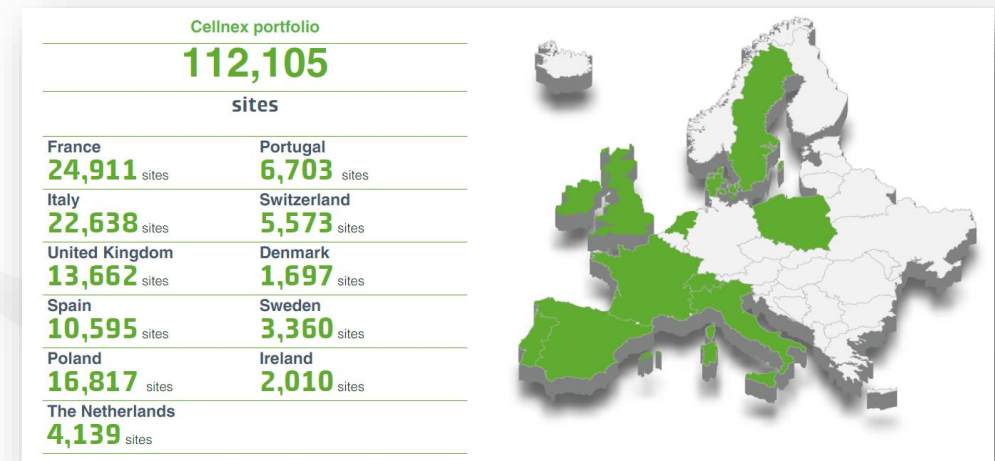 Cellnex portfolio
112,105
sites
France
24,911 sites
Portugal
6,703 sites
Italy
22,638 sites
Switzerland
5,573 sites
United Kingdom
13,662 sites
Denmark
1,697 sites
Spain
10,595 sites
Sweden
3,360 sites
Poland
16,817 sites
Ireland
2,010 sites
The Netherlands
4,139 sites